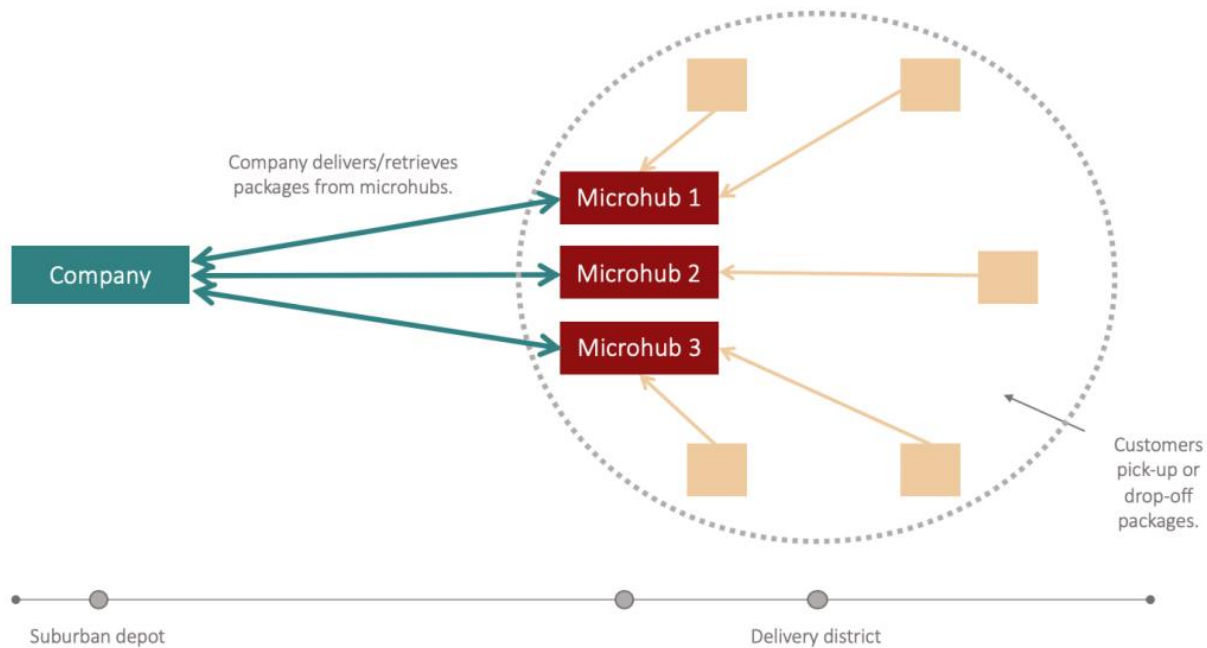 Company delivers/retrieves
packages from microhubs.
Company
Microhub 1
Microhub 2
Microhub 3
Customers
pick-up or
drop-off
packages.
Suburban depot
Delivery district